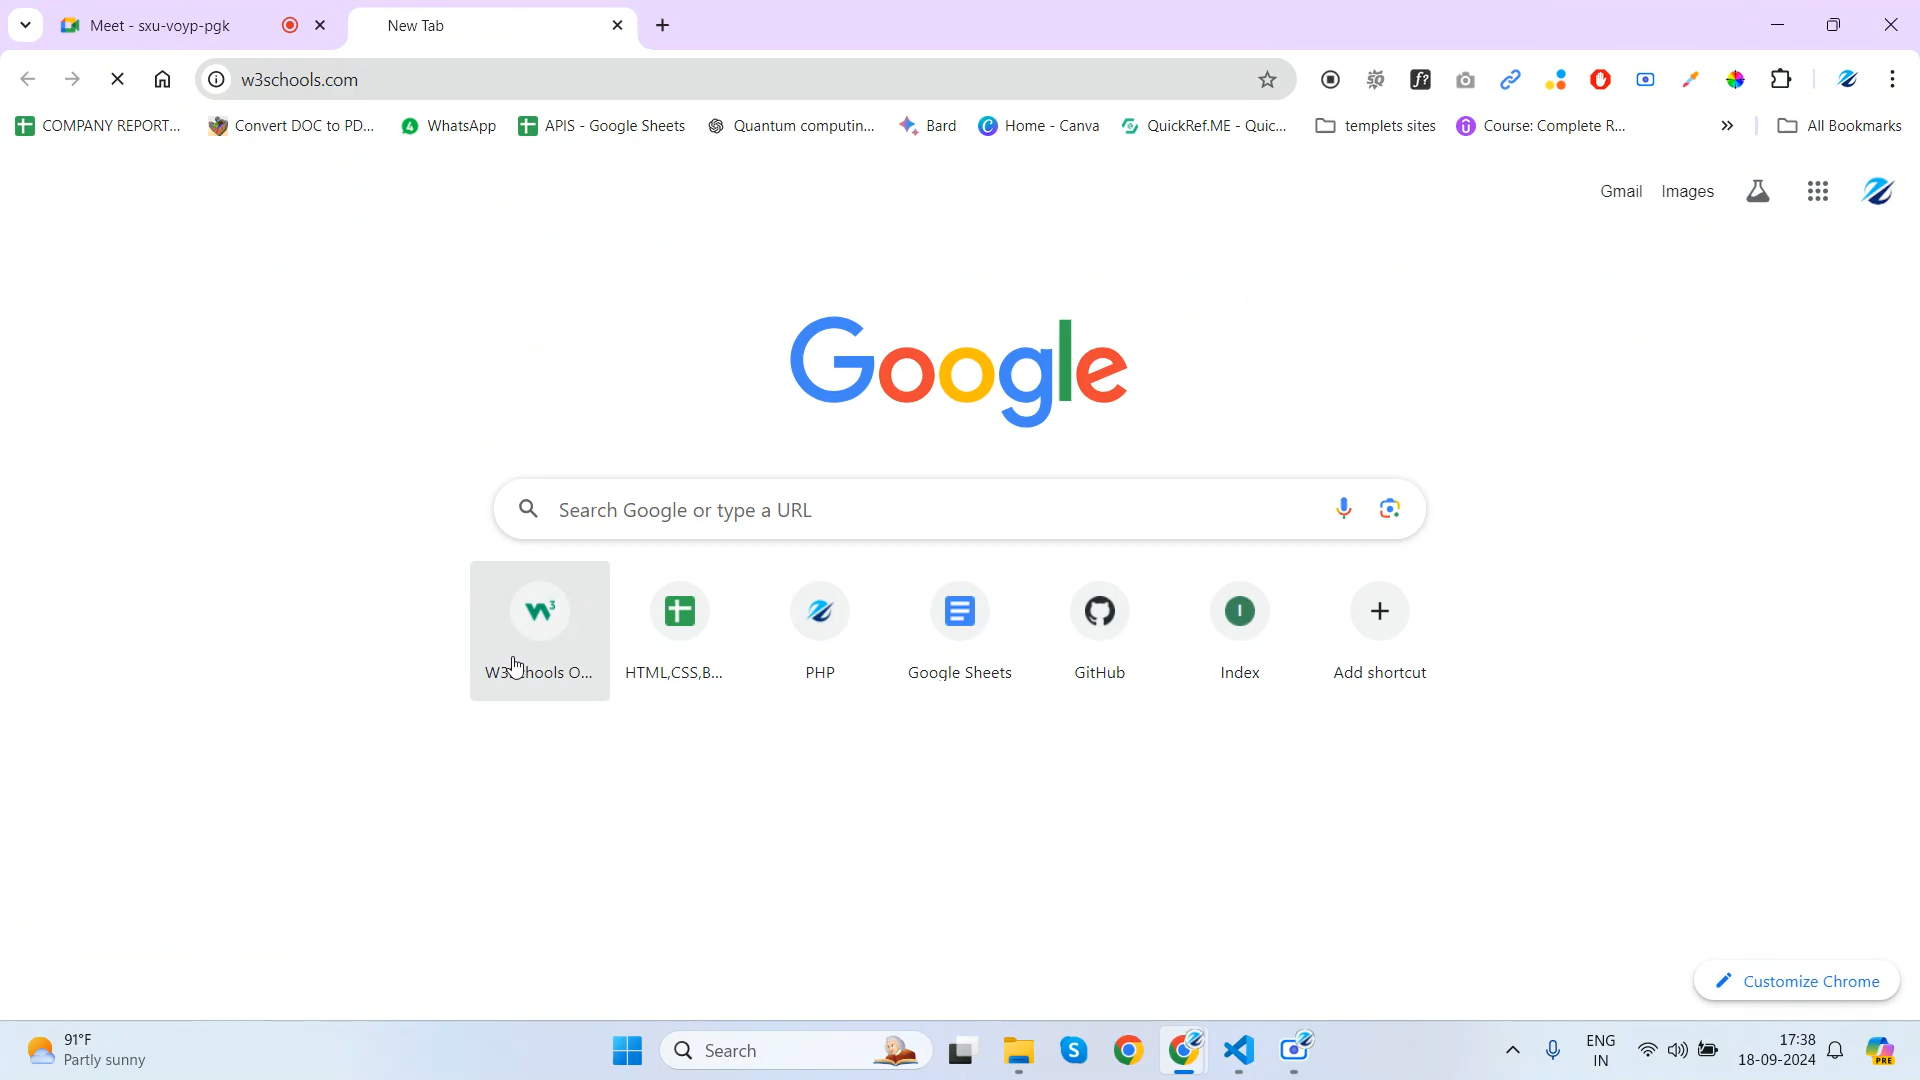 Meet - sxu-voyp-pgk
New Tab
w3schools.com
COMPANY REPORT...
Convert DOC to PD...
WhatsApp
APIS - Google Sheets
Quantum computin...
Bard
Home - Canva
QuickRef.ME - Quic...
templets sites
Course: Complete R...
All Bookmarks
Gmail
Images
Google
Search Google or type a URL
HTML,CSS,B...
PHP
Google Sheets
GitHub
I
Index
Add shortcut
Customize Chrome
91°F
Partly sunny
Search
ENG
IN
17:38
18-09-2024
PRE